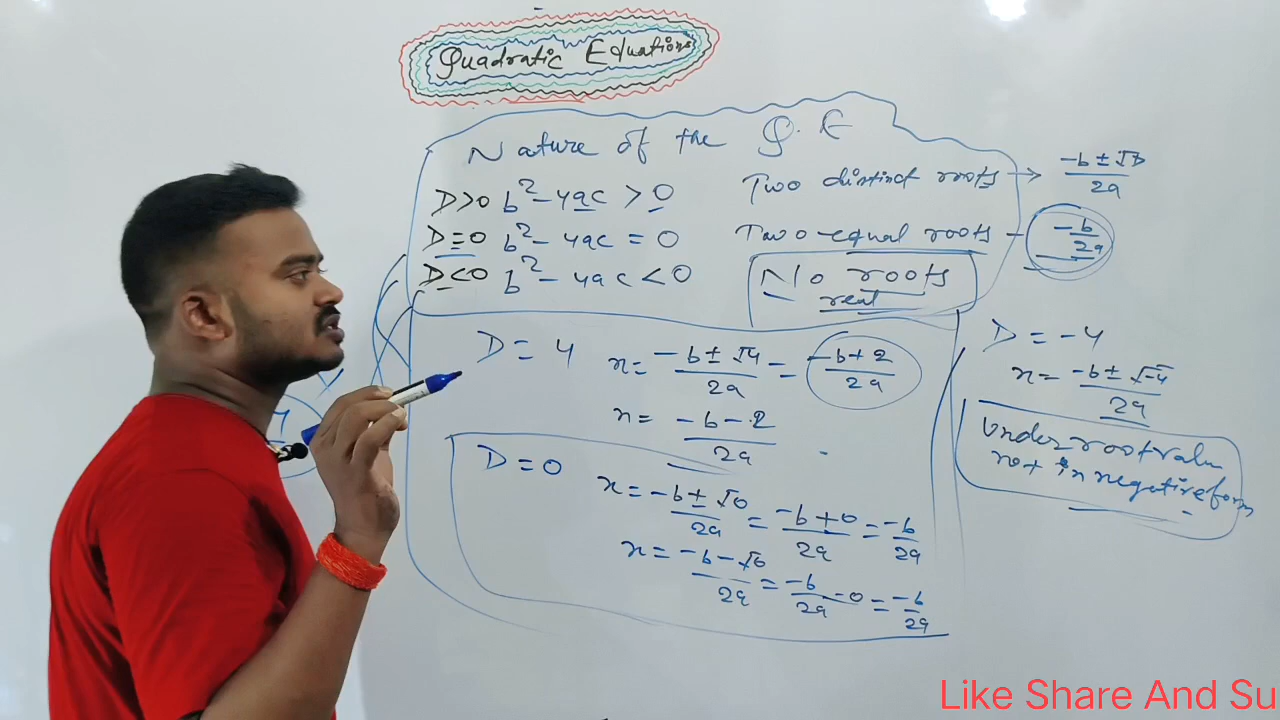 Quadratic Equations
Nature of the Q.E
D>0 b²-4ac > 0 Two distinct roots → -b±√D/2a
D=0 b²-4ac = 0 Two equal roots - -b/2a
D<0 b²-4ac < 0 No roots
real
D = 4 x = -b±√4/2a = -b+2/2a
x = -b-2/2a
D = 0
x = -b±√0/2a = -b+0/2a = -b/2a
x = -b-√0/2a = -b/2a-0 = -b/2a
D = -4
x = -b±√-4/2a
Under root value
not in negative form
Like Share And Su